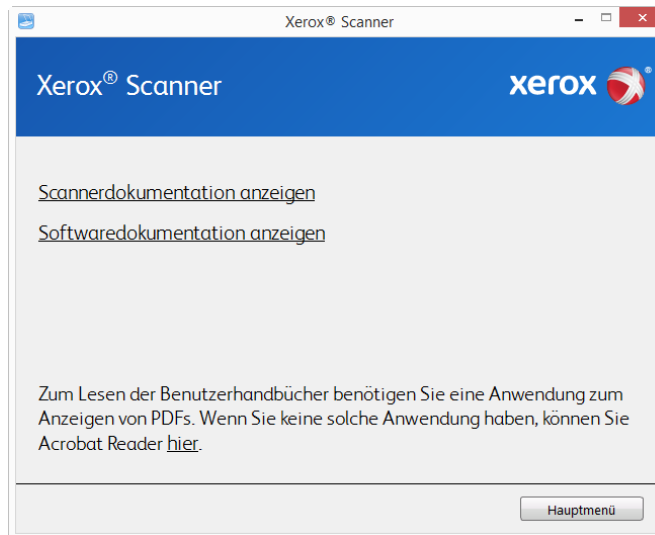 Xerox® Scanner
Xerox® Scanner
xerox ®
Scannerdokumentation anzeigen
Softwaredokumentation anzeigen
Zum Lesen der Benutzerhandbücher benötigen Sie eine Anwendung zum
Anzeigen von PDFs. Wenn Sie keine solche Anwendung haben, können Sie
Acrobat Reader hier.
Hauptmenü